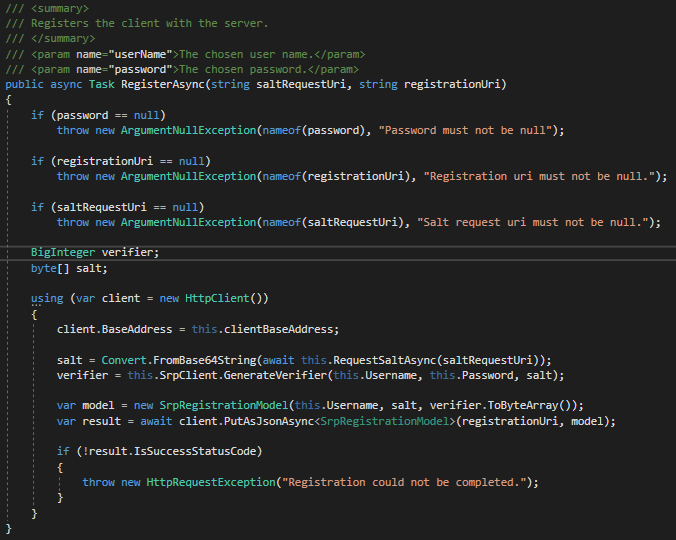 /// <summary>
/// Registers the client with the server.
/// </summary>
/// <param name="userName">The chosen user name.</param>
/// <param name="password">The chosen password.</param>
public async Task RegisterAsync(string saltRequestUri, string registrationUri)
{
if (password == null)
throw new ArgumentNullException(nameof(password), "Password must not be null");
if (registrationUri == null)
throw new ArgumentNullException(nameof(registrationUri), "Registration uri must not be null.");
if (saltRequestUri == null)
throw new ArgumentNullException(nameof(saltRequestUri), "Salt request uri must not be null.");
BigInteger verifier;
byte[] salt;
using (var client = new HttpClient())
{
client.BaseAddress = this.clientBaseAddress;
salt = Convert.FromBase64String(await this.RequestSaltAsync(saltRequestUri));
verifier = this.SrpClient.GenerateVerifier(this.Username, this.Password, salt);
var model = new SrpRegistrationModel(this.Username, salt, verifier.ToByteArray());
var result = await client.PutAsJsonAsync<SrpRegistrationModel>(registrationUri, model);
if (!result.IsSuccessStatusCode)
{
throw new HttpRequestException("Registration could not be completed.");
}
}
}